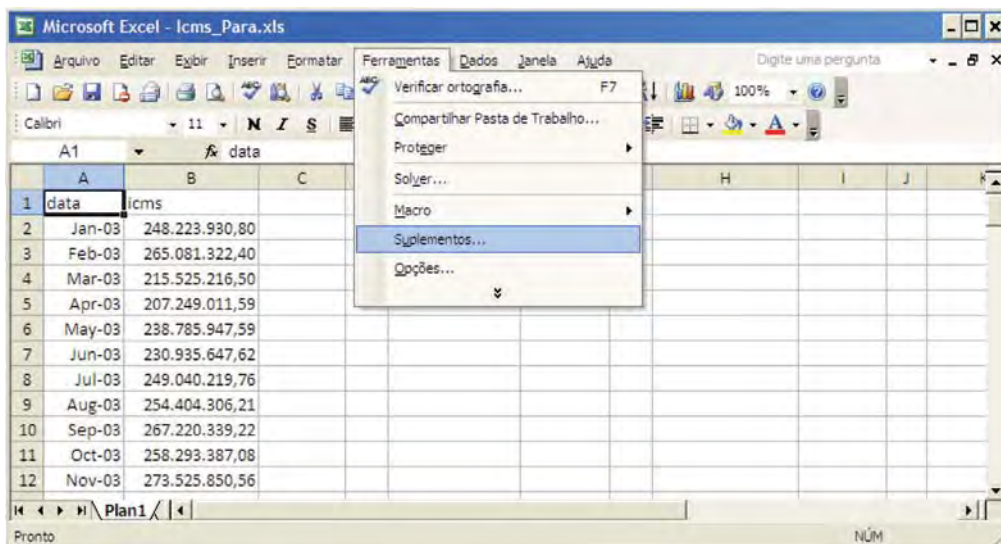 Microsoft Excel - Icms_Para.xls
Arquivo Editar Exibir Inserir Formatar Ferramentas Dados Janela Ajuda Digite uma pergunta
100%
Calibri 11 N I S
A1 fx data
A B C H I J K
1 data icms
2 Jan-03 248.223.930,80
3 Feb-03 265.081.322,40
4 Mar-03 215.525.216,50
5 Apr-03 207.249.011,59
6 May-03 238.785.947,59
7 Jun-03 230.935.647,62
8 Jul-03 249.040.219,76
9 Aug-03 254.404.306,21
10 Sep-03 267.220.339,22
11 Oct-03 258.293.387,08
12 Nov-03 273.525.850,56
Verificar ortografia... F7
Compartilhar Pasta de Trabalho...
Proteger
Solver...
Macro
Suplementos...
Opções...
Plan1
Pronto NÚM